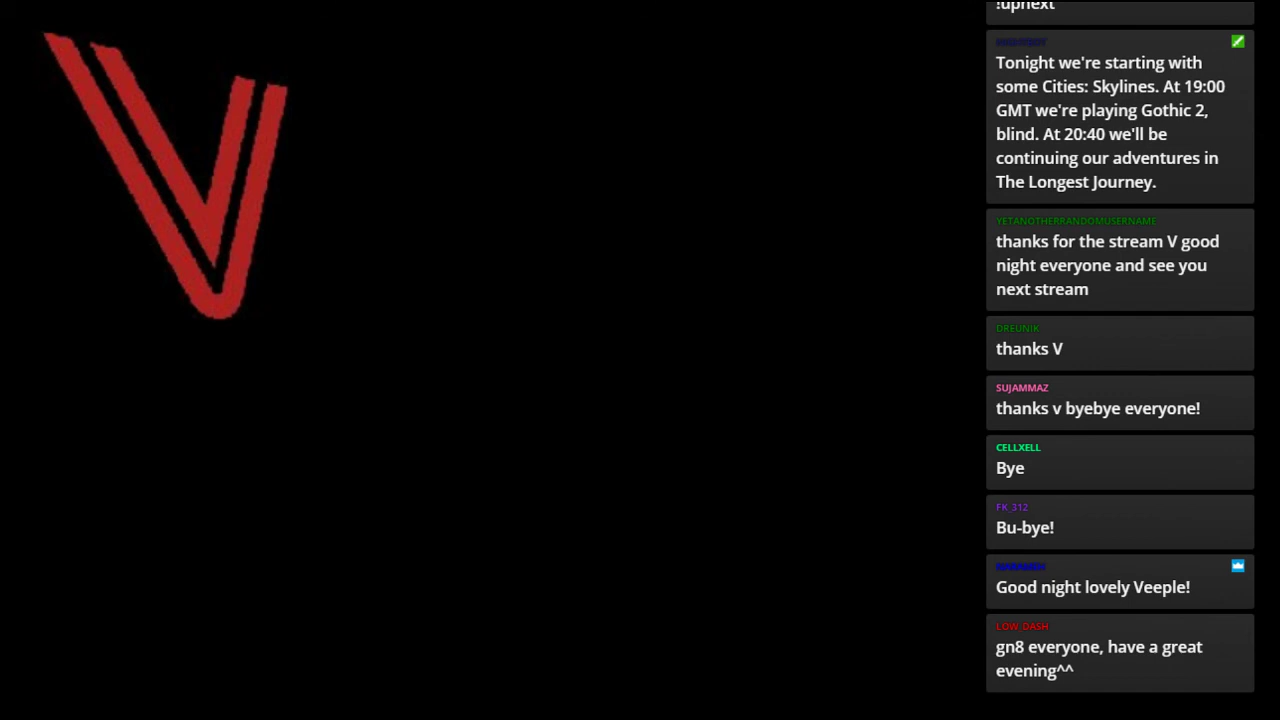 !upnext
Tonight we're starting with
some Cities: Skylines. At 19:00
GMT we're playing Gothic 2,
blind. At 20:40 we'll be
continuing our adventures in
The Longest Journey.
YETANOTHERRANDOMUSERNAME
thanks for the stream V good
night everyone and see you
next stream
DREUNIK
thanks V
SUJAMMAZ
thanks v byebye everyone!
CELLXELL
Bye
FK_312
Bu-bye!
Good night lovely Veeple!
LOW_DASH
gn8 everyone, have a great
evening^^